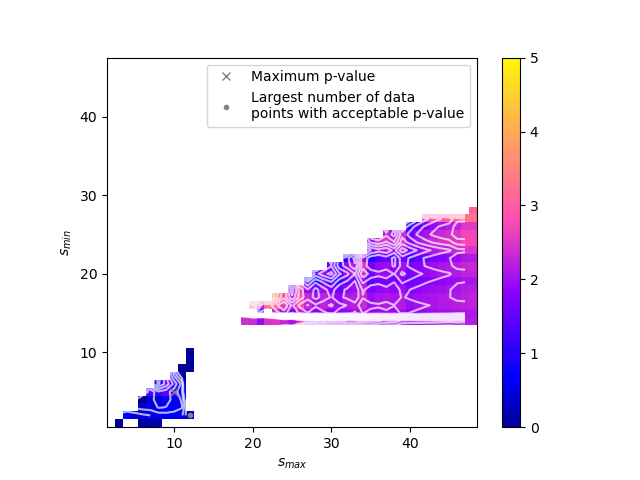 Maximum p-value
Largest number of data
points with acceptable p-value
40
30
20
10
s_min
10
20
30
40
s_max
5
4
3
2
1
0